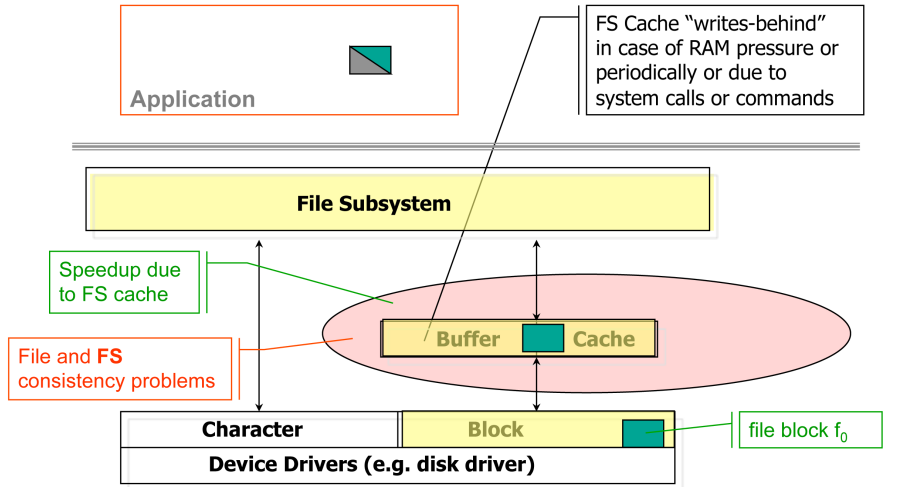 FS Cache “writes-behind”
in case of RAM pressure or
periodically or due to
system calls or commands
Application
File Subsystem
Speedup due
to FS cache
Buffer Cache
File and FS
consistency problems
Character
Block
file block f₀
Device Drivers (e.g. disk driver)